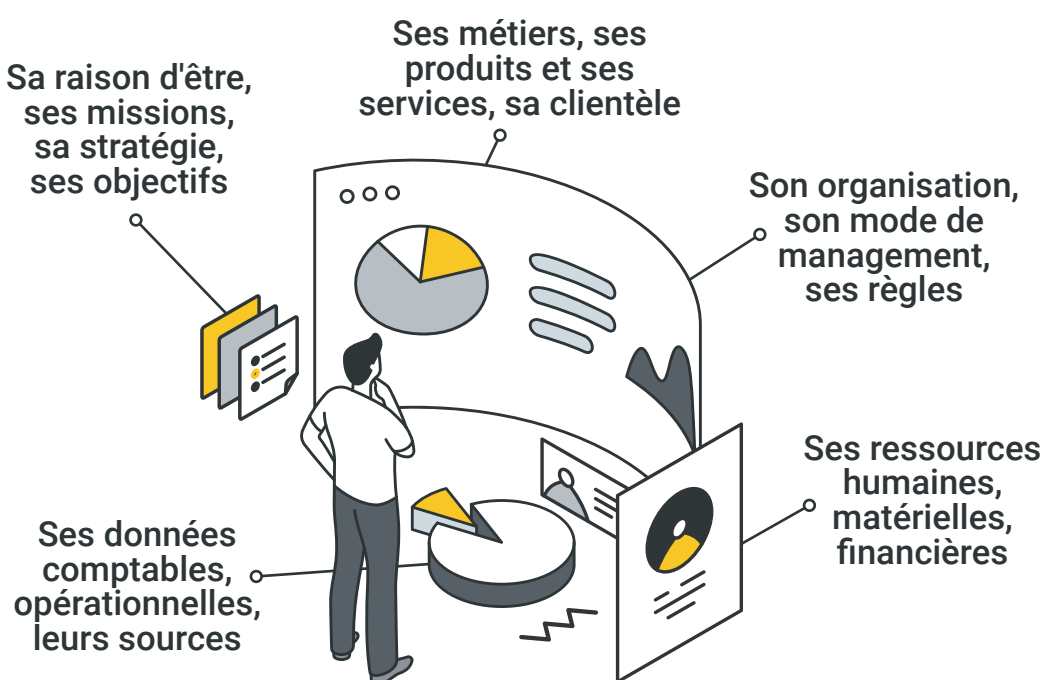 Ses métiers, ses
produits et ses
services, sa clientèle
Sa raison d'être,
ses missions,
sa stratégie,
ses objectifs
Son organisation,
son mode de
management,
ses règles
Ses ressources
humaines,
matérielles,
financières
Ses données
comptables,
opérationnelles,
leurs sources